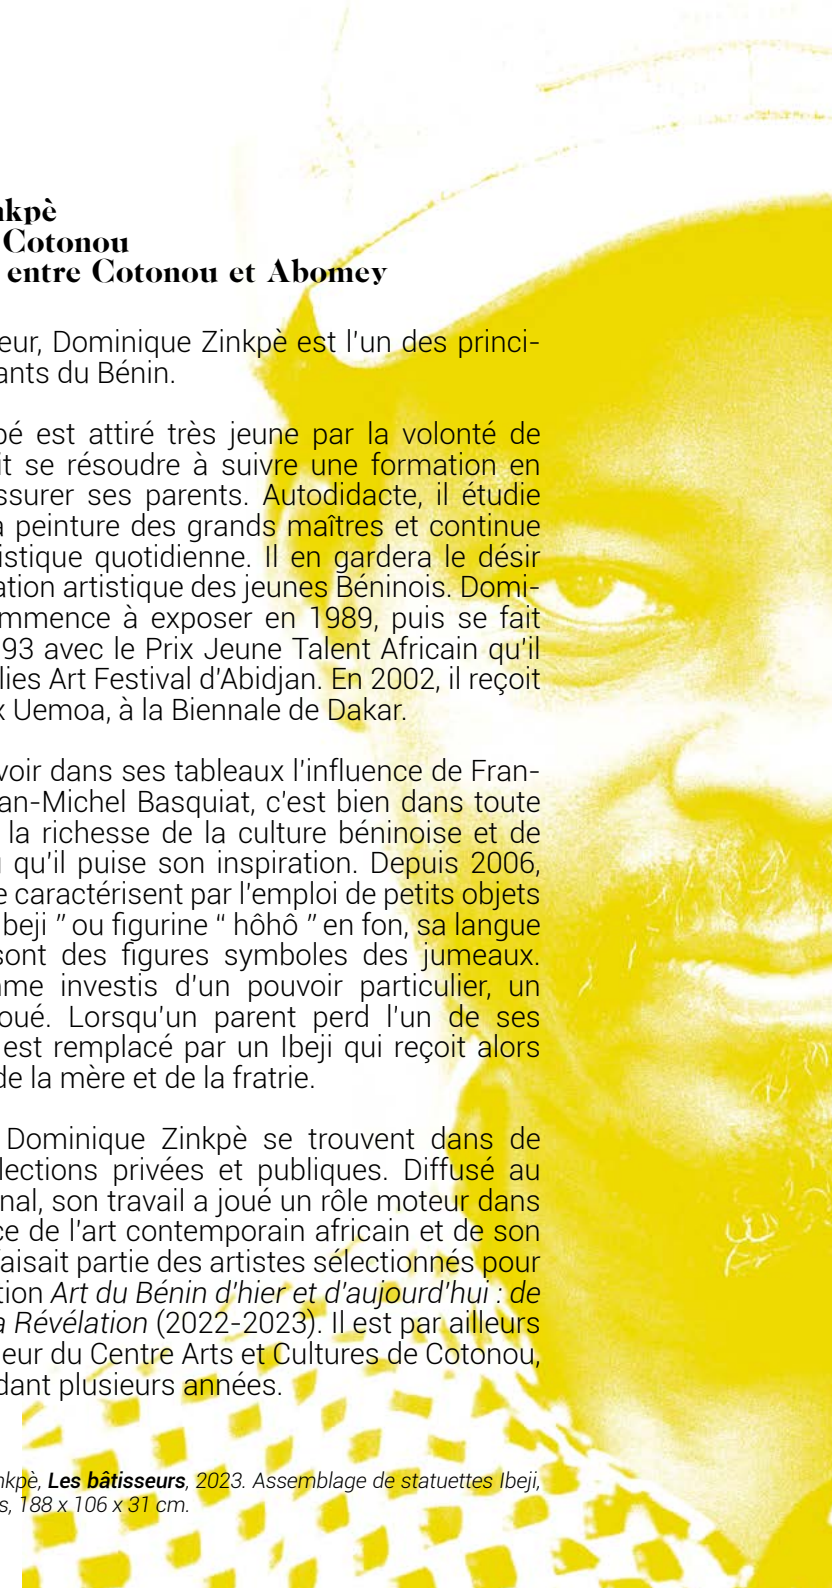 nkpè
Cotonou
entre Cotonou et Abomey
eur, Dominique Zinkpè est l'un des princi-
ants du Bénin.
pé est attiré très jeune par la volonté de
it se résoudre à suivre une formation en
ssurer ses parents. Autodidacte, il étudie
a peinture des grands maîtres et continue
istique quotidienne. Il en gardera le désir
ation artistique des jeunes Béninois. Domi-
mmence à exposer en 1989, puis se fait
93 avec le Prix Jeune Talent Africain qu'il
lies Art Festival d'Abidjan. En 2002, il reçoit
x Uemoa, à la Biennale de Dakar.
voir dans ses tableaux l'influence de Fran-
an-Michel Basquiat, c'est bien dans toute
la richesse de la culture béninoise et de
qu'il puise son inspiration. Depuis 2006,
e caractérisent par l'emploi de petits objets
beji " ou figurine " hôhô " en fon, sa langue
sont des figures symboles des jumeaux.
me investis d'un pouvoir particulier, un
oué. Lorsqu'un parent perd l'un de ses
est remplacé par un Ibeji qui reçoit alors
de la mère et de la fratrie.
Dominique Zinkpè se trouvent dans de
lections privées et publiques. Diffusé au
nal, son travail a joué un rôle moteur dans
ce de l'art contemporain africain et de son
faisait partie des artistes sélectionnés pour
tion Art du Bénin d'hier et d'aujourd'hui : de
a Révélation (2022-2023). Il est par ailleurs
eur du Centre Arts et Cultures de Cotonou,
dant plusieurs années.
nkpè, Les bâtisseurs, 2023. Assemblage de statuettes Ibeji,
s, 188 x 106 x 31 cm.